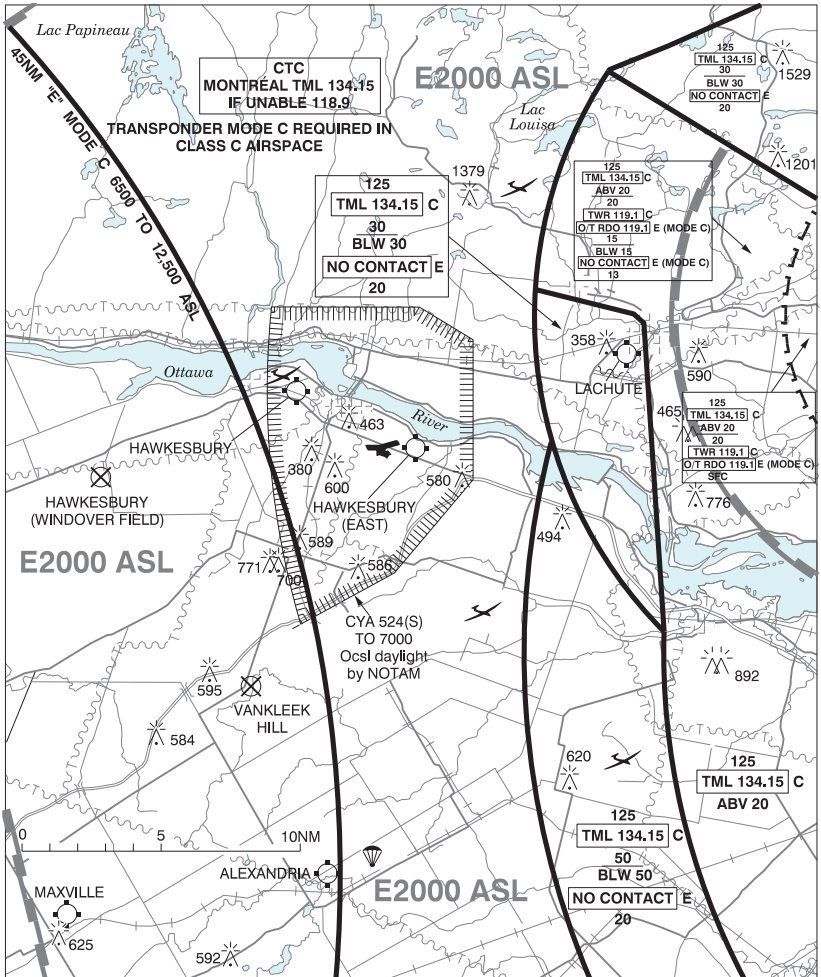 Lac Papineau
45NM "E" MODE C 6500 TO 12,500 ASL
CTC
MONTRÉAL TML 134.15
IF UNABLE 118.9
TRANSPONDER MODE C REQUIRED IN
CLASS C AIRSPACE
E2000 ASL
Lac
Louisa
125
TML 134.15 C
30
BLW 30
NO CONTACT E
20
1529
1201
1379
125
TML 134.15 C
30
BLW 30
NO CONTACT E
20
125
TML 134.15 C
ABV 20
20
TWR 119.1 C
O/T RDO 119.1 E (MODE C)
15
BLW 15
NO CONTACT E (MODE C)
13
358
LACHUTE
590
Ottawa
River
463
465
125
TML 134.15 C
ABV 20
20
TWR 119.1 C
O/T RDO 119.1 E (MODE C)
SFC
HAWKESBURY
380
600
580
HAWKESBURY
(EAST)
HAWKESBURY
(WINDOVER FIELD)
776
494
E2000 ASL
589
771
700
586
CYA 524(S)
TO 7000
Ocsl daylight
by NOTAM
892
595
VANKLEEK
HILL
584
620
125
TML 134.15 C
ABV 20
125
TML 134.15 C
50
BLW 50
NO CONTACT E
20
0 5 10NM
ALEXANDRIA
E2000 ASL
MAXVILLE
625
592